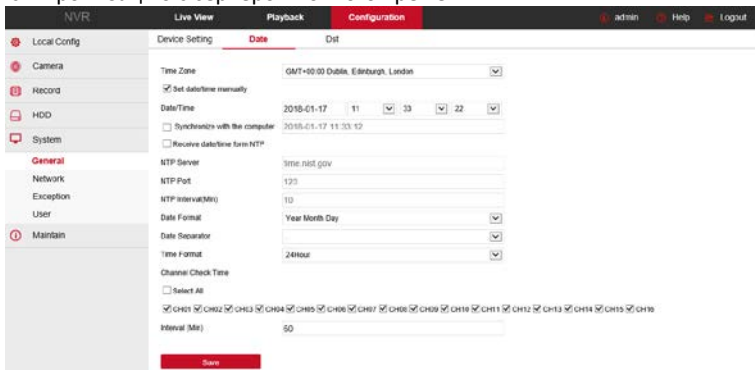 NVR Live View Playback Configuration admin Help Logout
Local Config Device Setting Date Dst
Camera
Time Zone GMT+00:00 Dublin, Edinburgh, London
Record
Set date/time manually
HDD
Date/Time 2018-01-17 11 33 22
System
Synchronize with the computer 2018-01-17 11:33:12
Receive date/time form NTP
General
NTP Server time.nist.gov
Network
NTP Port 123
Exception
NTP Interval(Min) 10
User
Date Format Year Month Day
Maintain
Date Separator
Time Format 24Hour
Channel Check Time
Select All
CH01 CH02 CH03 CH04 CH05 CH06 CH07 CH08 CH09 CH10 CH11 CH12 CH13 CH14 CH15 CH16
Interval (Min) 60
Save